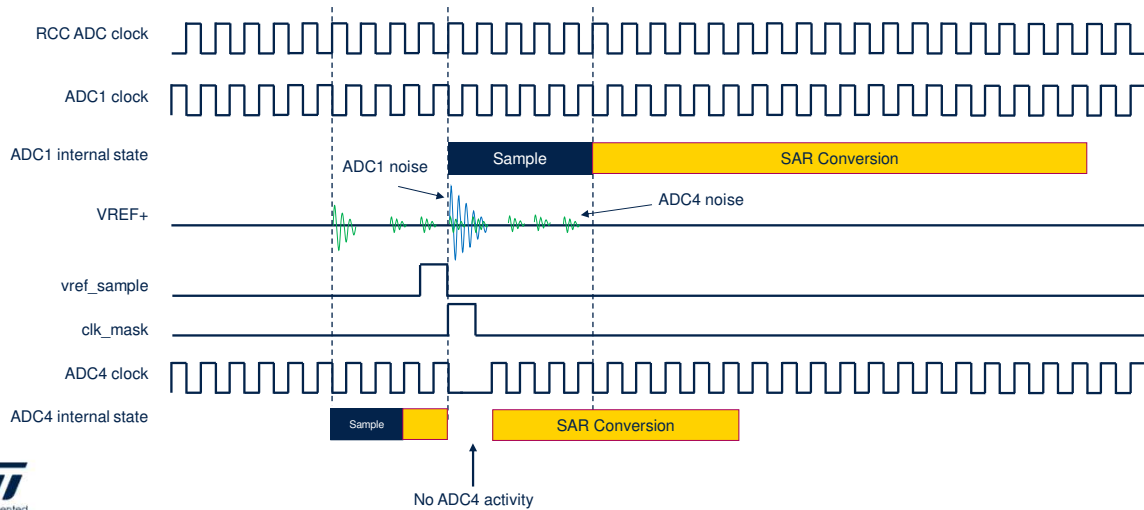 RCC ADC clock
ADC1 clock
ADC1 internal state
Sample
SAR Conversion
ADC1 noise
ADC4 noise
VREF+
vref_sample
clk_mask
ADC4 clock
ADC4 internal state
Sample
SAR Conversion
No ADC4 activity